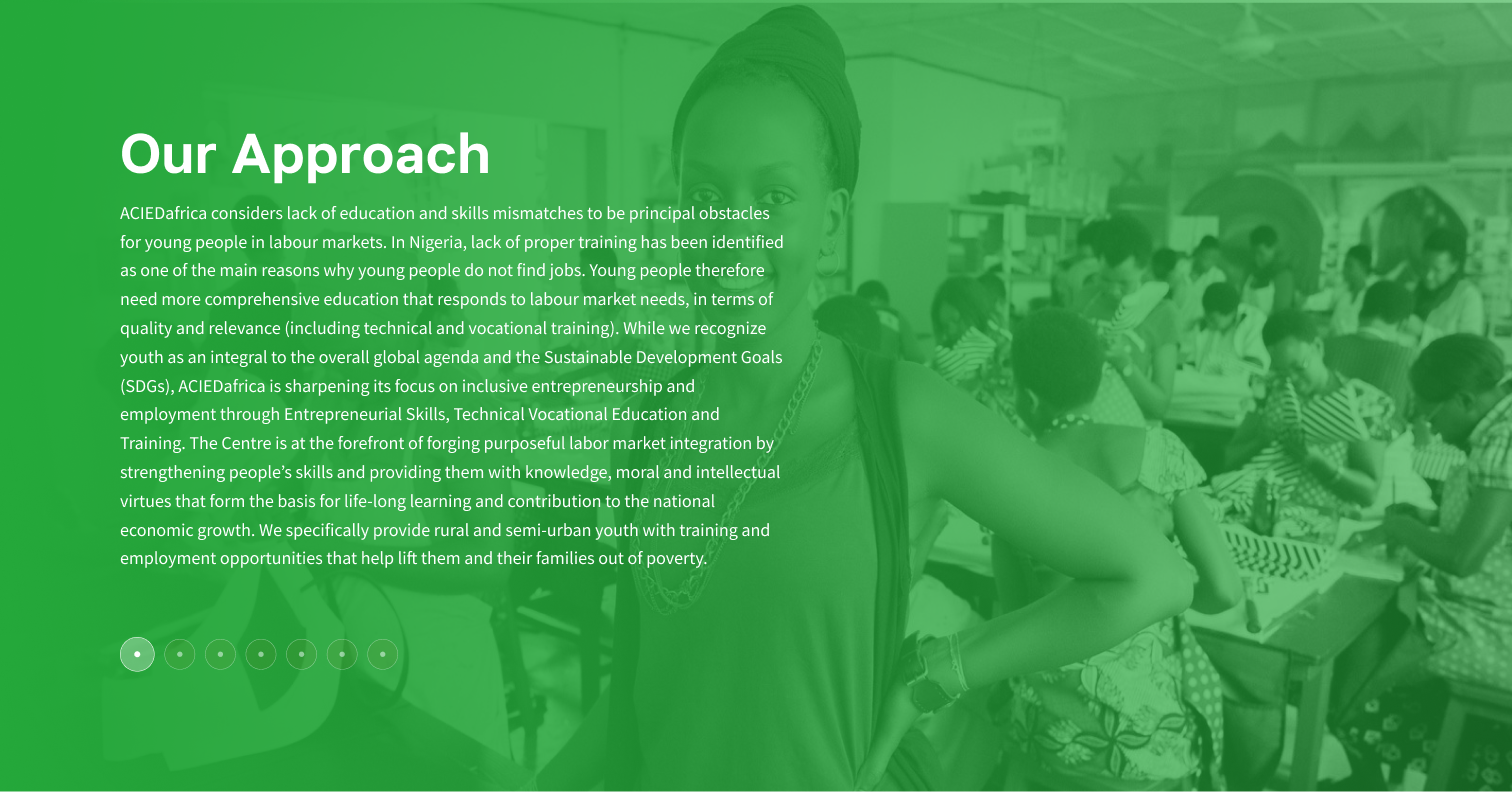 Our Approach
ACIEDafrica considers lack of education and skills mismatches to be principal obstacles
for young people in labour markets. In Nigeria, lack of proper training has been identified
as one of the main reasons why young people do not find jobs. Young people therefore
need more comprehensive education that responds to labour market needs, in terms of
quality and relevance (including technical and vocational training). While we recognize
youth as an integral to the overall global agenda and the Sustainable Development Goals
(SDGs), ACIEDafrica is sharpening its focus on inclusive entrepreneurship and
employment through Entrepreneurial Skills, Technical Vocational Education and
Training. The Centre is at the forefront of forging purposeful labor market integration by
strengthening people’s skills and providing them with knowledge, moral and intellectual
virtues that form the basis for life-long learning and contribution to the national
economic growth. We specifically provide rural and semi-urban youth with training and
employment opportunities that help lift them and their families out of poverty.